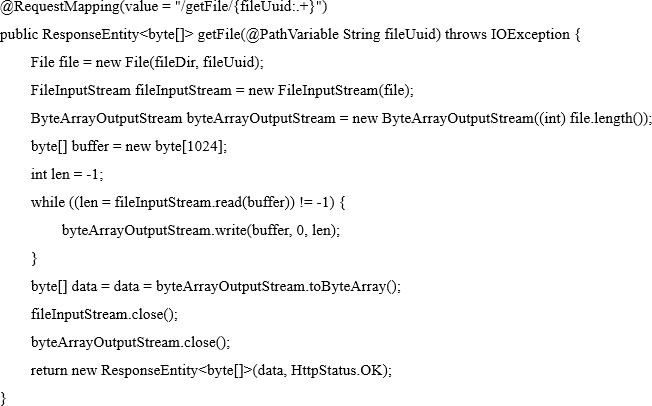 @RequestMapping(value = "/getFile/{fileUuid:.+}")
public ResponseEntity<byte[]> getFile(@PathVariable String fileUuid) throws IOException {
File file = new File(fileDir, fileUuid);
FileInputStream fileInputStream = new FileInputStream(file);
ByteArrayOutputStream byteArrayOutputStream = new ByteArrayOutputStream((int) file.length());
byte[] buffer = new byte[1024];
int len = -1;
while ((len = fileInputStream.read(buffer)) != -1) {
byteArrayOutputStream.write(buffer, 0, len);
}
byte[] data = data = byteArrayOutputStream.toByteArray();
fileInputStream.close();
byteArrayOutputStream.close();
return new ResponseEntity<byte[]>(data, HttpStatus.OK);
}